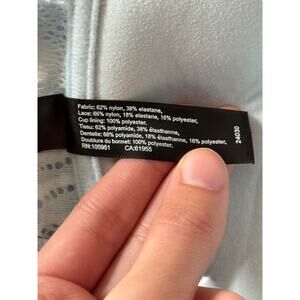 Fabric: 62% nylon, 38% elastane,
Lace: 66% nylon, 18% elastane, 16% polyester,
Cup lining: 100% polyester.
Tissu: 62% polyamide, 38% élasthanne,
Dentelle: 66% polyamide, 18% élasthanne, 16% polyester,
Doublure du bonnet: 100% polyester.
RN:105951 CA:61955
24030